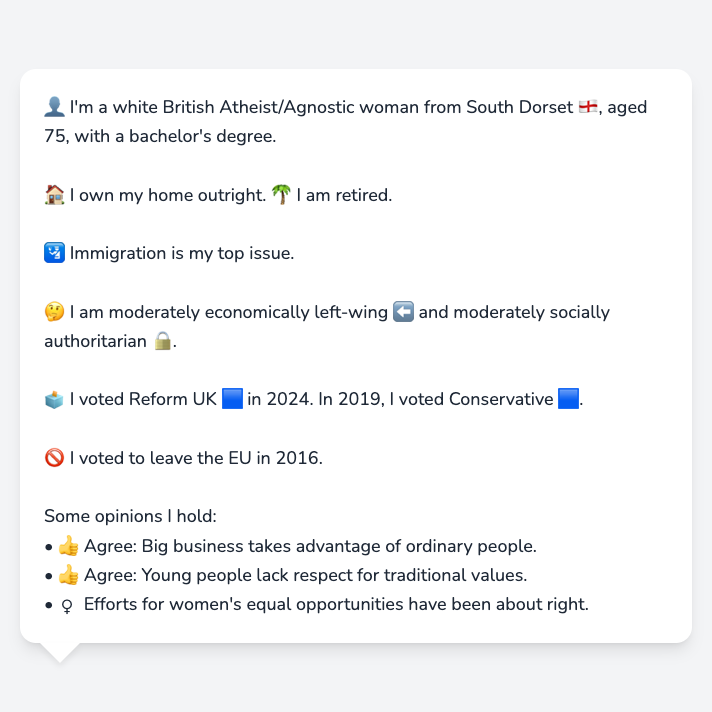 👤 I'm a white British Atheist/Agnostic woman from South Dorset 🏴󠁧󠁢󠁥󠁮󠁧󠁿, aged
75, with a bachelor's degree.
🏠 I own my home outright. 🌴 I am retired.
🛂 Immigration is my top issue.
🤔 I am moderately economically left-wing ⬅️ and moderately socially
authoritarian 🔒.
🗳️ I voted Reform UK 🟦 in 2024. In 2019, I voted Conservative 🟦.
🚫 I voted to leave the EU in 2016.
Some opinions I hold:
• 👍 Agree: Big business takes advantage of ordinary people.
• 👍 Agree: Young people lack respect for traditional values.
• ♀ Efforts for women's equal opportunities have been about right.